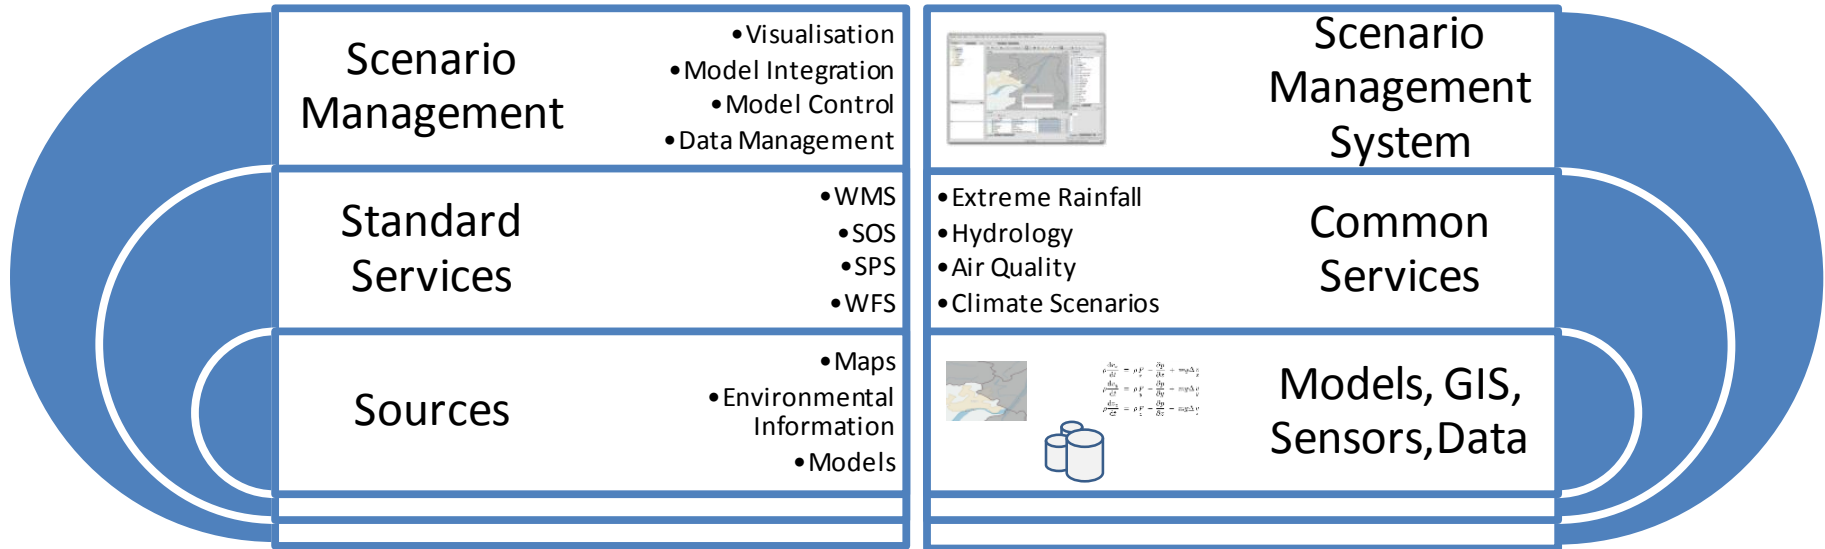 Scenario
Management
•Visualisation
•Model Integration
•Model Control
•Data Management
Standard
Services
•WMS
•SOS
•SPS
•WFS
Sources
•Maps
•Environmental
Information
•Models
Scenario
Management
System
•Extreme Rainfall
•Hydrology
•Air Quality
•Climate Scenarios
Common
Services
Models, GIS,
Sensors,Data